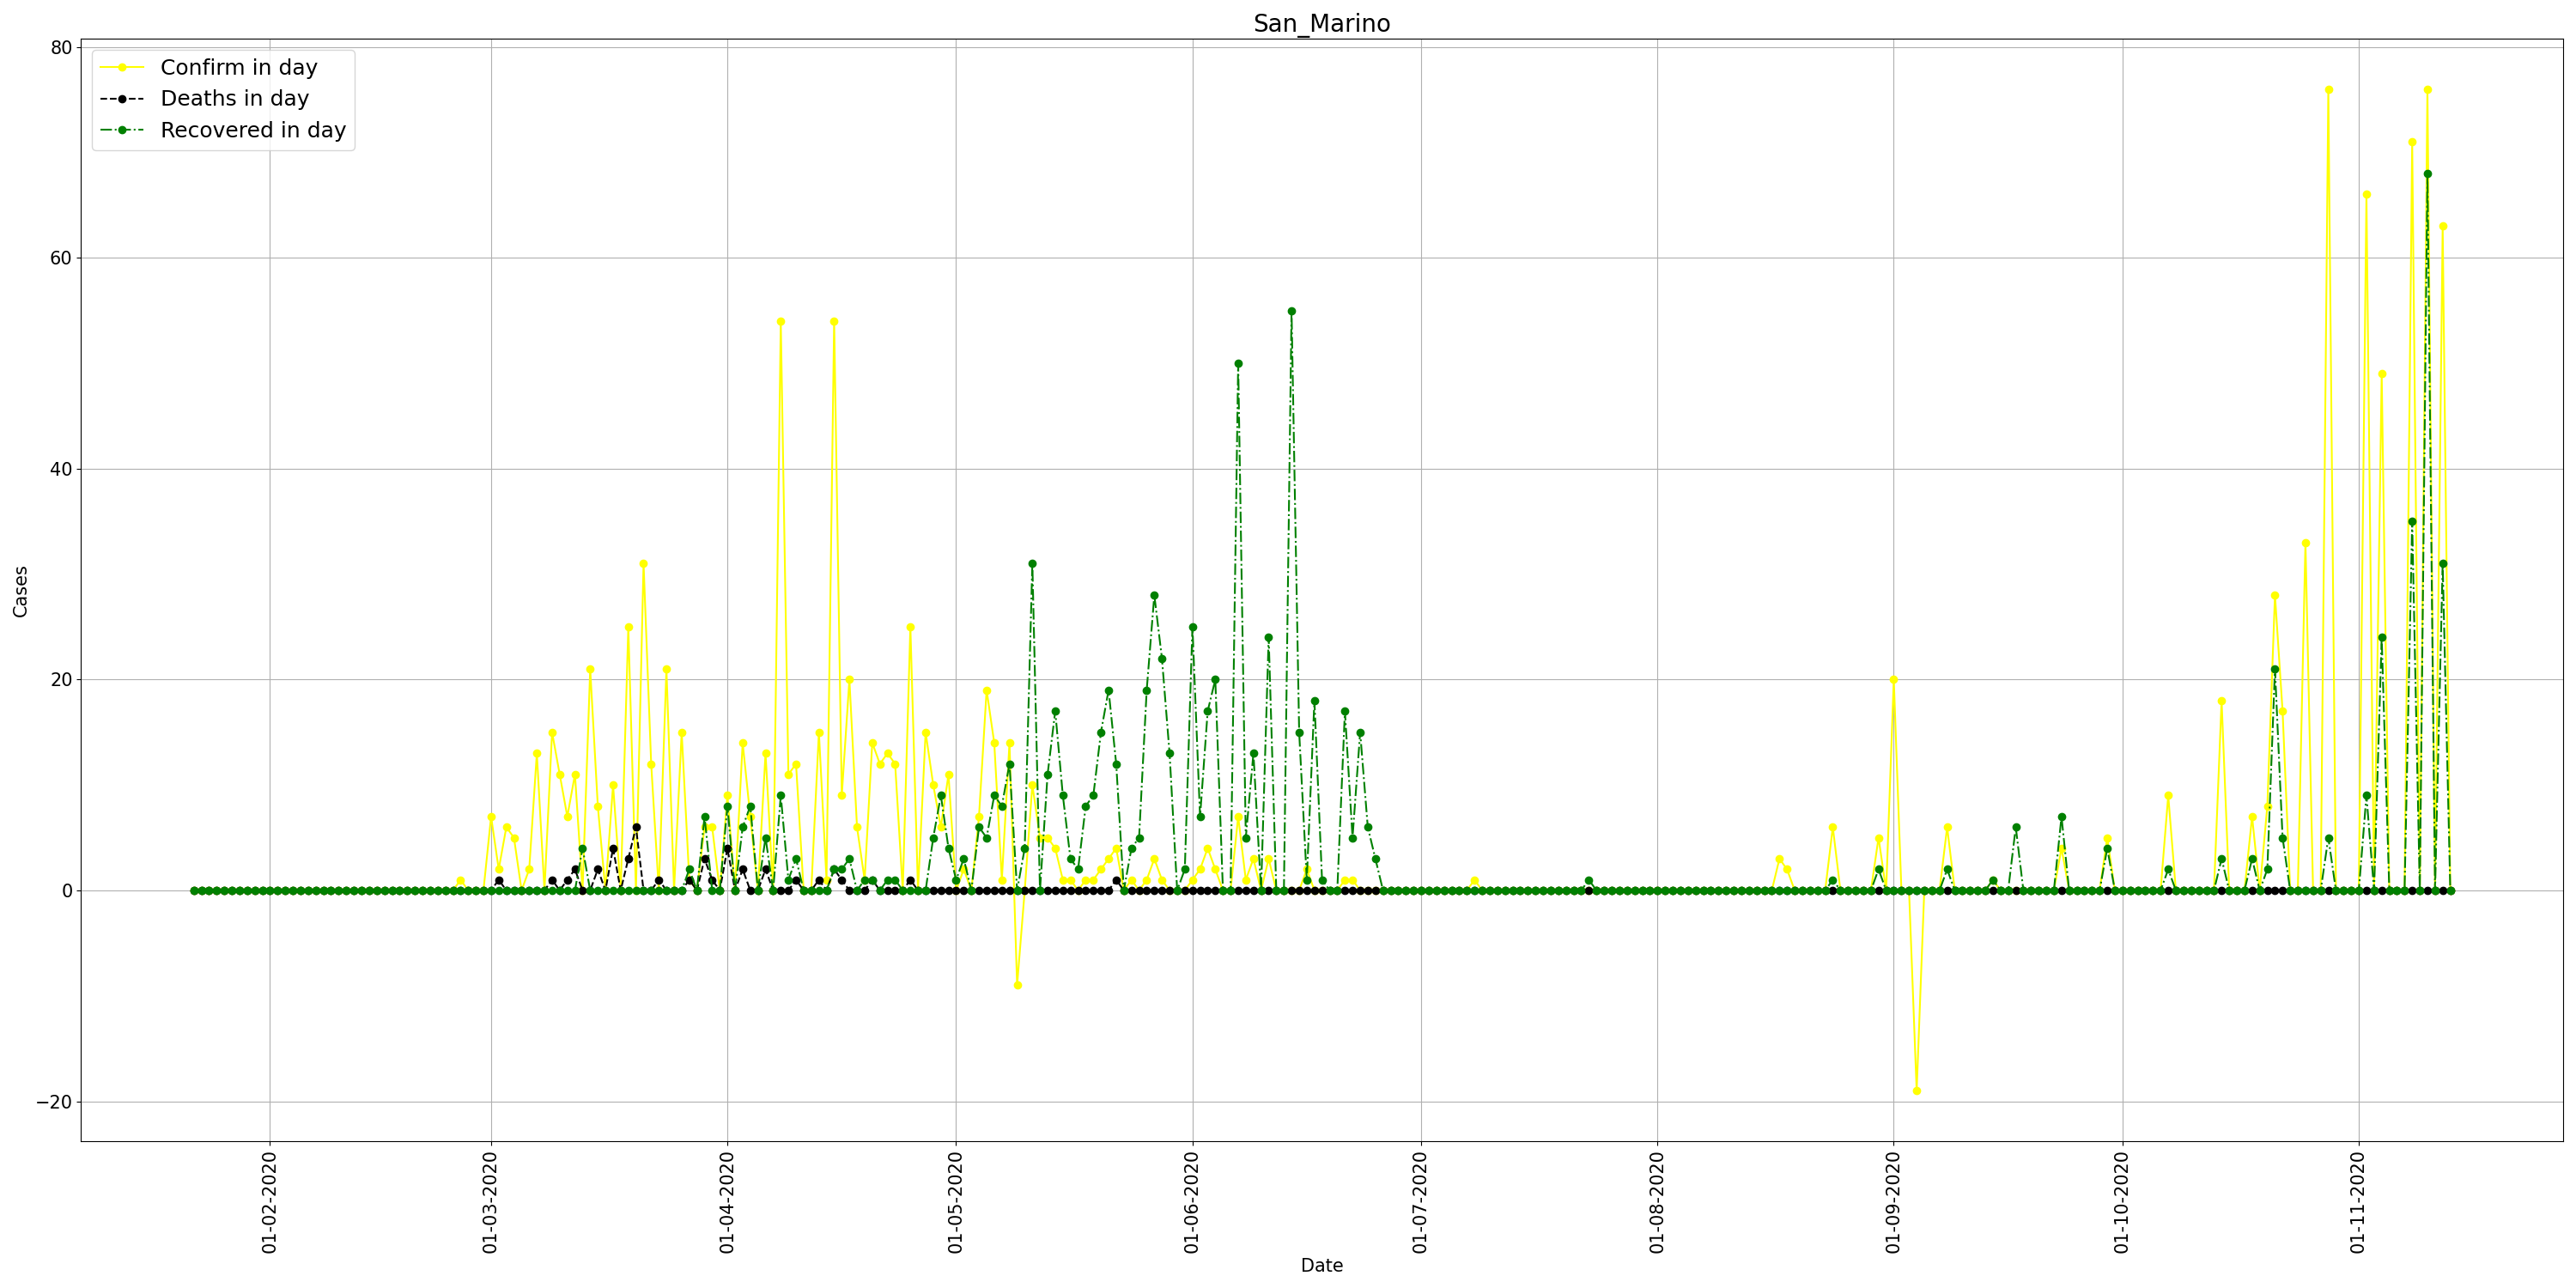 San_Marino
Confirm in day
Deaths in day
Recovered in day
80
60
40
20
0
−20
Cases
01-02-2020
01-03-2020
01-04-2020
01-05-2020
01-06-2020
01-07-2020
01-08-2020
01-09-2020
01-10-2020
01-11-2020
Date